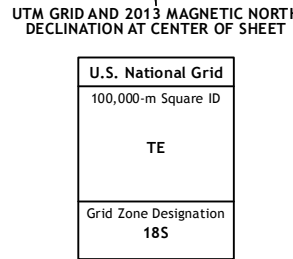 UTM GRID AND 2013 MAGNETIC NORTH
DECLINATION AT CENTER OF SHEET
U.S. National Grid
100,000-m Square ID
TE
Grid Zone Designation
18S